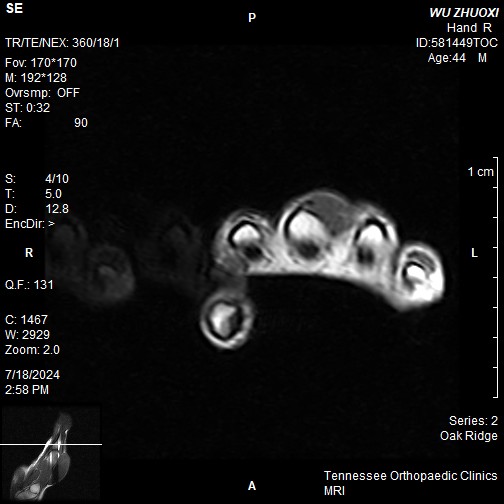 SE
P
WU ZHUOXI
Hand R
ID:581449TOC
Age:44 M
TR/TE/NEX: 360/18/1
Fov: 170*170
M: 192*128
Ovrsmp: OFF
ST: 0:32
FA: 90
S: 4/10
T: 5.0
D: 12.8
EncDir: >
1 cm
R
L
Q.F.: 131
C: 1467
W: 2929
Zoom: 2.0
7/18/2024
2:58 PM
Series: 2
Oak Ridge
A
Tennessee Orthopaedic Clinics
MRI